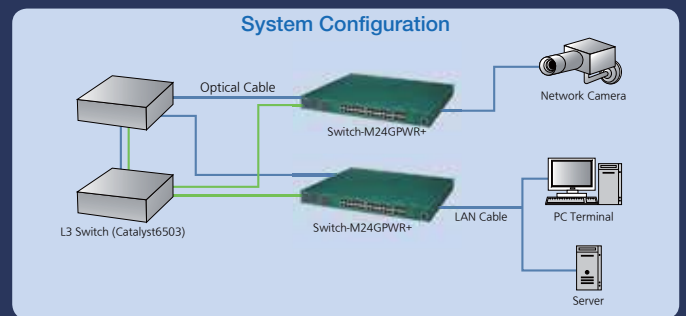 System Configuration
Optical Cable
Switch-M24GPWR+
Network Camera
L3 Switch (Catalyst6503)
Switch-M24GPWR+
LAN Cable
PC Terminal
Server